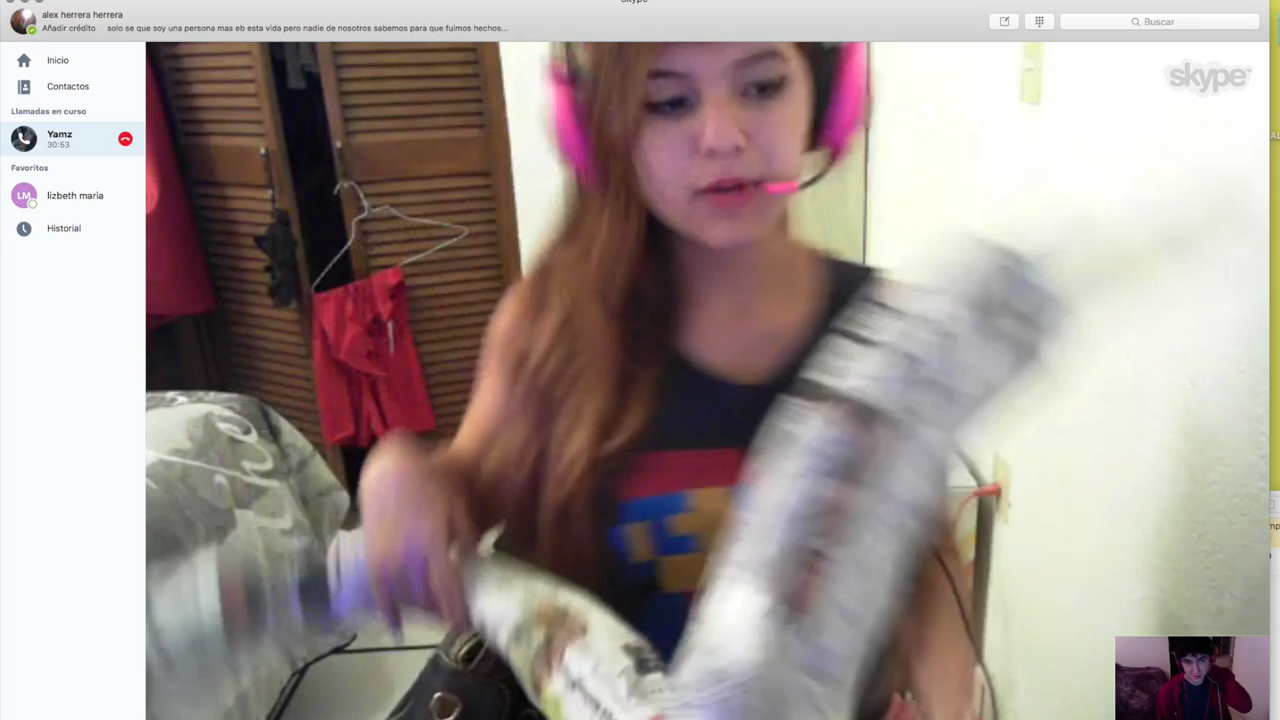 Skype
alex herrera herrera
Añadir crédito solo se que soy una persona mas eb esta vida pero nadie de nosotros sabemos para que fuimos hechos...
Buscar
Inicio
Contactos
Llamadas en curso
Yamz
30:53
Favoritos
LM
lizbeth maria
Historial
skype